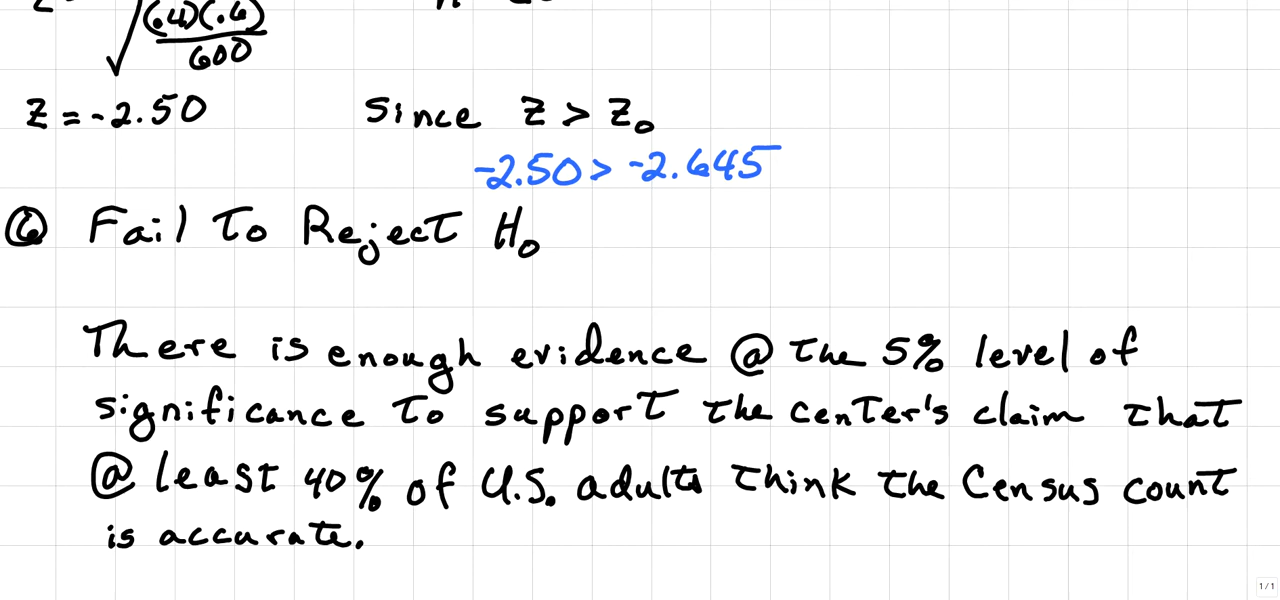 √(.4)(.6)
600
Z = -2.50 Since Z > Z₀
-2.50 > -2.645
⑥ Fail To Reject H₀
There is enough evidence @ the 5% level of
significance To support the center's claim that
@ least 40% of U.S. adults think the Census count
is accurate.
1 / 1